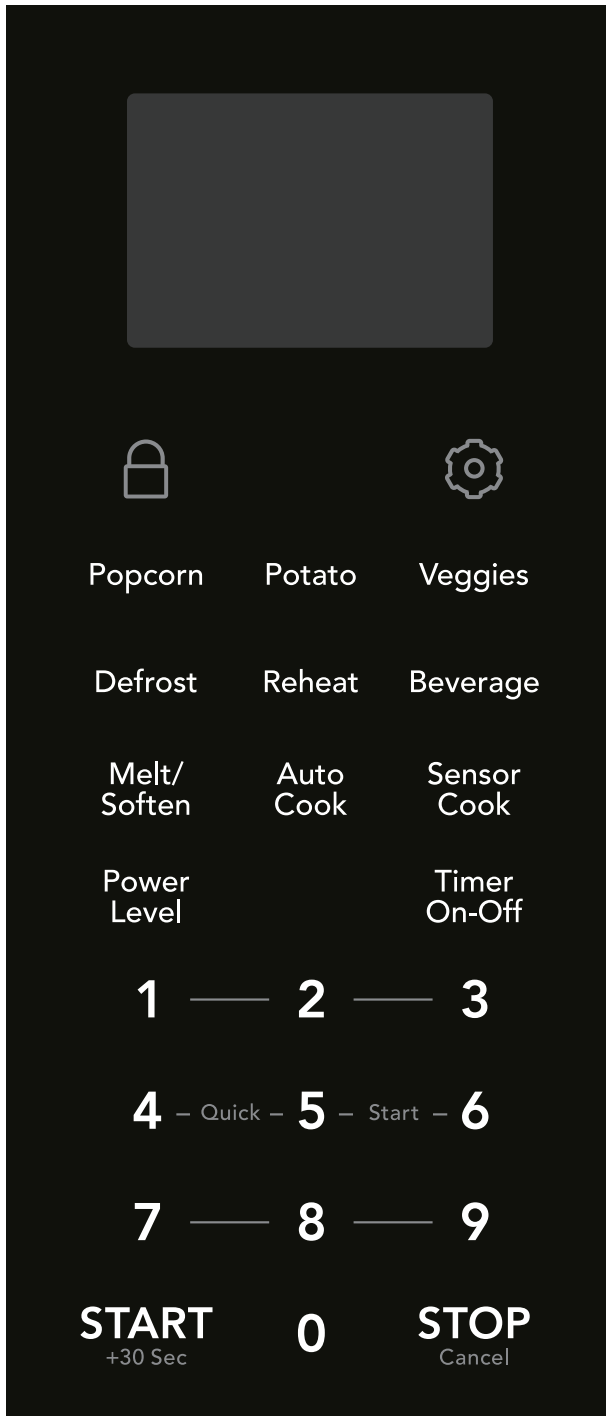 Popcorn Potato Veggies
Defrost Reheat Beverage
Melt/ Auto Sensor
Soften Cook Cook
Power Timer
Level On-Off
1 2 3
4 – Quick – 5 – Start – 6
7 8 9
START 0 STOP
+30 Sec Cancel